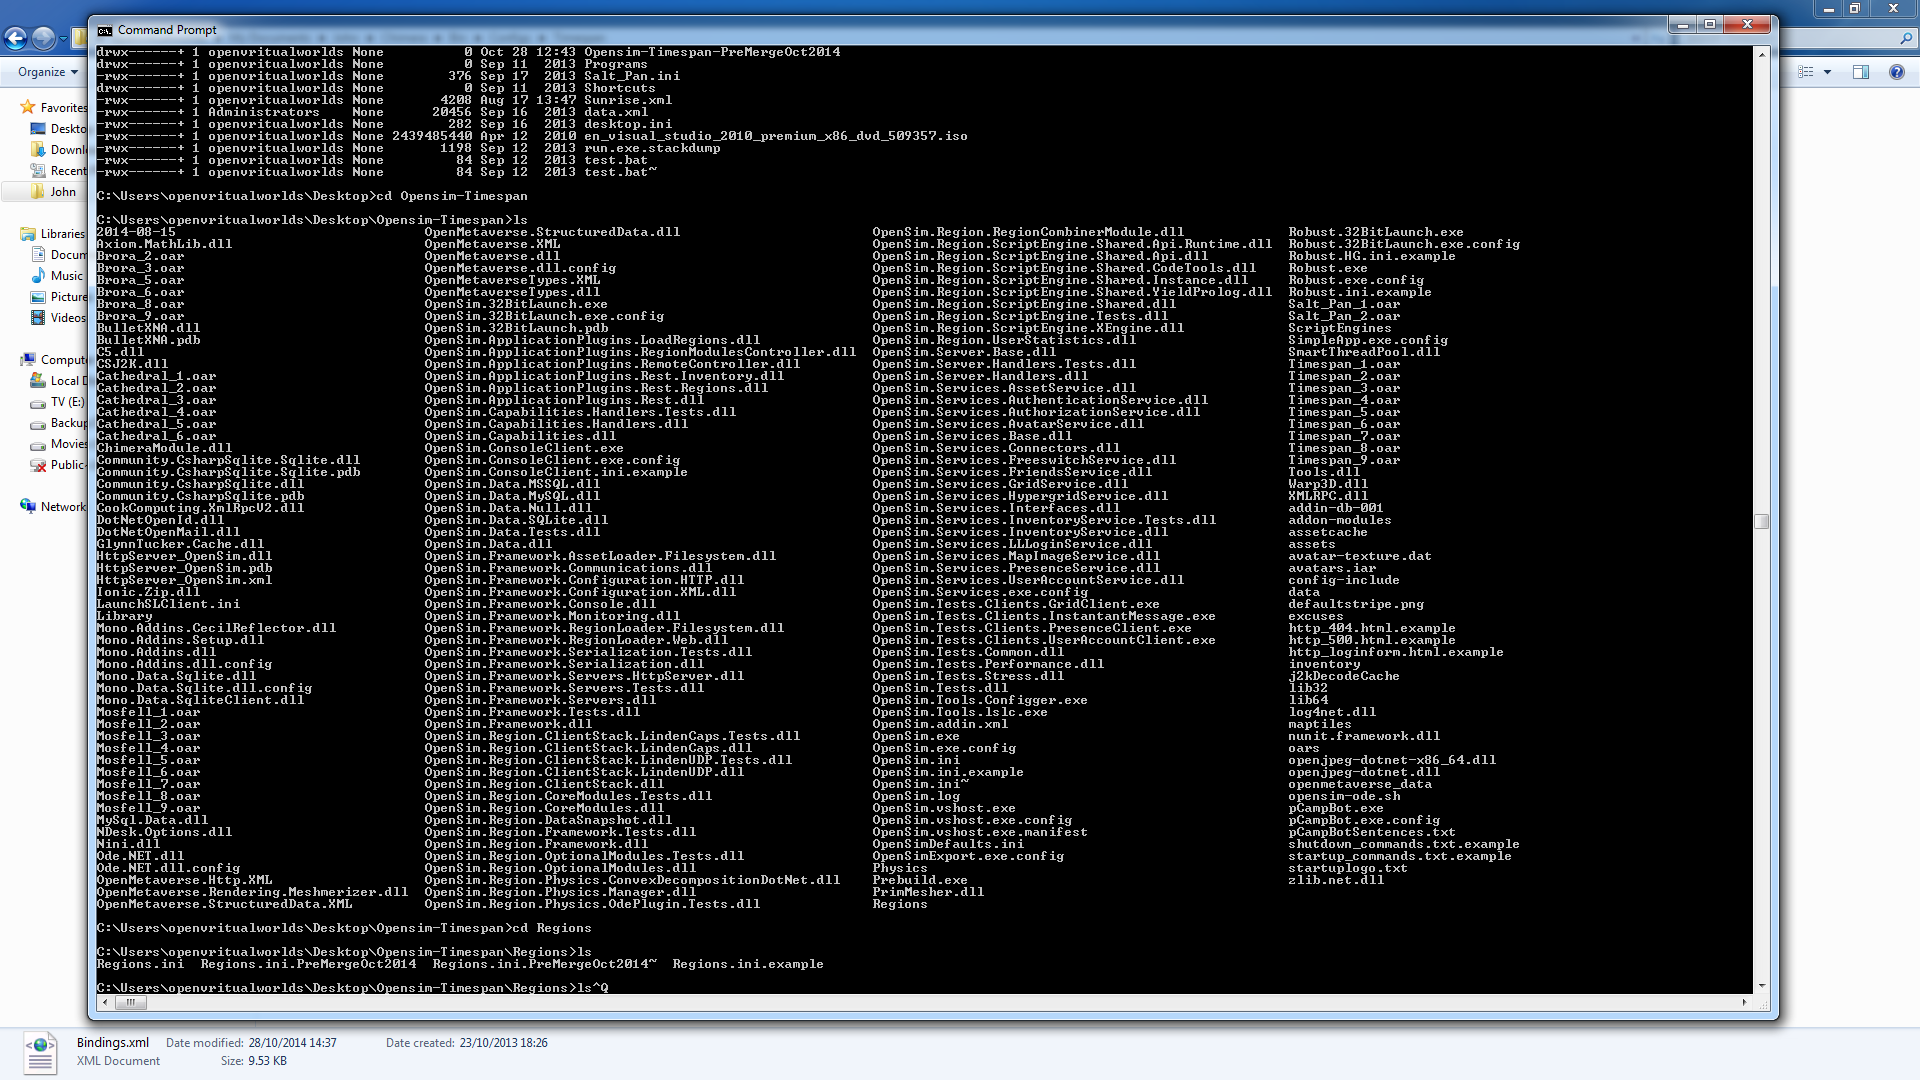 Command Prompt
drwx------+ 1 openvritualworlds None 0 Oct 28 12:43 Opensim-Timespan-PreMergeOct2014
drwx------+ 1 openvritualworlds None 0 Sep 11 2013 Programs
-rwx------+ 1 openvritualworlds None 376 Sep 17 2013 Salt_Pan.ini
drwx------+ 1 openvritualworlds None 0 Sep 11 2013 Shortcuts
-rwx------+ 1 openvritualworlds None 4208 Aug 17 13:47 Sunrise.xml
-rwx------+ 1 Administrators None 20456 Sep 16 2013 data.xml
-rwx------+ 1 openvritualworlds None 282 Sep 16 2013 desktop.ini
-rwx------+ 1 openvritualworlds None 2439485440 Apr 12 2010 en_visual_studio_2010_premium_x86_dvd_509357.iso
-rwx------+ 1 openvritualworlds None 1198 Sep 12 2013 run.exe.stackdump
-rwx------+ 1 openvritualworlds None 84 Sep 12 2013 test.bat
-rwx------+ 1 openvritualworlds None 84 Sep 12 2013 test.bat~
C:\Users\openvritualworlds\Desktop>cd Opensim-Timespan
C:\Users\openvritualworlds\Desktop\Opensim-Timespan>ls
2014-08-15 OpenMetaverse.StructuredData.dll OpenSim.Region.RegionCombinerModule.dll Robust.32BitLaunch.exe
Axiom.MathLib.dll OpenMetaverse.XML OpenSim.Region.ScriptEngine.Shared.Api.Runtime.dll Robust.32BitLaunch.exe.config
Brora_2.oar OpenMetaverse.dll OpenSim.Region.ScriptEngine.Shared.Api.dll Robust.HG.ini.example
Brora_3.oar OpenMetaverse.dll.config OpenSim.Region.ScriptEngine.Shared.CodeTools.dll Robust.exe
Brora_5.oar OpenMetaverseTypes.XML OpenSim.Region.ScriptEngine.Shared.Instance.dll Robust.exe.config
Brora_6.oar OpenMetaverseTypes.dll OpenSim.Region.ScriptEngine.Shared.YieldProlog.dll Robust.ini.example
Brora_8.oar OpenSim.32BitLaunch.exe OpenSim.Region.ScriptEngine.Shared.dll Salt_Pan_1.oar
Brora_9.oar OpenSim.32BitLaunch.exe.config OpenSim.Region.ScriptEngine.Tests.dll Salt_Pan_2.oar
BulletXNA.dll OpenSim.32BitLaunch.pdb OpenSim.Region.ScriptEngine.XEngine.dll ScriptEngines
BulletXNA.pdb OpenSim.ApplicationPlugins.LoadRegions.dll OpenSim.Region.UserStatistics.dll SimpleApp.exe.config
C5.dll OpenSim.ApplicationPlugins.RegionModulesController.dll OpenSim.Server.Base.dll SmartThreadPool.dll
CSJ2K.dll OpenSim.ApplicationPlugins.RemoteController.dll OpenSim.Server.Handlers.Tests.dll Timespan_1.oar
Cathedral_1.oar OpenSim.ApplicationPlugins.Rest.Inventory.dll OpenSim.Server.Handlers.dll Timespan_2.oar
Cathedral_2.oar OpenSim.ApplicationPlugins.Rest.Regions.dll OpenSim.Services.AssetService.dll Timespan_3.oar
Cathedral_3.oar OpenSim.ApplicationPlugins.Rest.dll OpenSim.Services.AuthenticationService.dll Timespan_4.oar
Cathedral_4.oar OpenSim.Capabilities.Handlers.Tests.dll OpenSim.Services.AuthorizationService.dll Timespan_5.oar
Cathedral_5.oar OpenSim.Capabilities.Handlers.dll OpenSim.Services.AvatarService.dll Timespan_6.oar
Cathedral_6.oar OpenSim.Capabilities.dll OpenSim.Services.Base.dll Timespan_7.oar
ChimeraModule.dll OpenSim.ConsoleClient.exe OpenSim.Services.Connectors.dll Timespan_8.oar
Community.CsharpSqlite.Sqlite.dll OpenSim.ConsoleClient.exe.config OpenSim.Services.FreeswitchService.dll Timespan_9.oar
Community.CsharpSqlite.Sqlite.pdb OpenSim.ConsoleClient.ini.example OpenSim.Services.FriendsService.dll Tools.dll
Community.CsharpSqlite.dll OpenSim.Data.MSSQL.dll OpenSim.Services.GridService.dll Warp3D.dll
Community.CsharpSqlite.pdb OpenSim.Data.MySQL.dll OpenSim.Services.HypergridService.dll XMLRPC.dll
CookComputing.XmlRpcV2.dll OpenSim.Data.Null.dll OpenSim.Services.Interfaces.dll addin-db-001
DotNetOpenId.dll OpenSim.Data.SQLite.dll OpenSim.Services.InventoryService.Tests.dll addon-modules
DotNetOpenMail.dll OpenSim.Data.Tests.dll OpenSim.Services.InventoryService.dll assetcache
GlynnTucker.Cache.dll OpenSim.Data.dll OpenSim.Services.LLLoginService.dll assets
HttpServer_OpenSim.dll OpenSim.Framework.AssetLoader.Filesystem.dll OpenSim.Services.MapImageService.dll avatar-texture.dat
HttpServer_OpenSim.pdb OpenSim.Framework.Communications.dll OpenSim.Services.PresenceService.dll avatars.iar
HttpServer_OpenSim.xml OpenSim.Framework.Configuration.HTTP.dll OpenSim.Services.UserAccountService.dll config-include
Ionic.Zip.dll OpenSim.Framework.Configuration.XML.dll OpenSim.Services.exe.config data
LaunchSLClient.ini OpenSim.Framework.Console.dll OpenSim.Tests.Clients.GridClient.exe defaultstripe.png
Library OpenSim.Framework.Monitoring.dll OpenSim.Tests.Clients.InstantMessage.exe excuses
Mono.Addins.CecilReflector.dll OpenSim.Framework.RegionLoader.Filesystem.dll OpenSim.Tests.Clients.PresenceClient.exe http_404.html.example
Mono.Addins.Setup.dll OpenSim.Framework.RegionLoader.Web.dll OpenSim.Tests.Clients.UserAccountClient.exe http_500.html.example
Mono.Addins.dll OpenSim.Framework.Serialization.Tests.dll OpenSim.Tests.Common.dll http_loginform.html.example
Mono.Addins.dll.config OpenSim.Framework.Serialization.dll OpenSim.Tests.Performance.dll inventory
Mono.Data.Sqlite.dll OpenSim.Framework.Servers.HttpServer.dll OpenSim.Tests.Stress.dll j2kDecodeCache
Mono.Data.Sqlite.dll.config OpenSim.Framework.Servers.Tests.dll OpenSim.Tests.dll lib32
Mono.Data.SqliteClient.dll OpenSim.Framework.Servers.dll OpenSim.Tools.Configger.exe lib64
Mosfell_1.oar OpenSim.Framework.Tests.dll OpenSim.Tools.lslc.exe log4net.dll
Mosfell_2.oar OpenSim.Framework.dll OpenSim.addin.xml maptiles
Mosfell_3.oar OpenSim.Region.ClientStack.LindenCaps.Tests.dll OpenSim.exe nunit.framework.dll
Mosfell_4.oar OpenSim.Region.ClientStack.LindenCaps.dll OpenSim.exe.config oars
Mosfell_5.oar OpenSim.Region.ClientStack.LindenUDP.Tests.dll OpenSim.ini openjpeg-dotnet-x86_64.dll
Mosfell_6.oar OpenSim.Region.ClientStack.LindenUDP.dll OpenSim.ini.example openjpeg-dotnet.dll
Mosfell_7.oar OpenSim.Region.ClientStack.dll OpenSim.ini~ openmetaverse_data
Mosfell_8.oar OpenSim.Region.CoreModules.Tests.dll OpenSim.log opensim-ode.sh
Mosfell_9.oar OpenSim.Region.CoreModules.dll OpenSim.vshost.exe pCampBot.exe
MySql.Data.dll OpenSim.Region.DataSnapshot.dll OpenSim.vshost.exe.config pCampBot.exe.config
NDesk.Options.dll OpenSim.Region.Framework.Tests.dll OpenSim.vshost.exe.manifest pCampBotSentences.txt
Nini.dll OpenSim.Region.Framework.dll OpenSimDefaults.ini shutdown_commands.txt.example
Ode.NET.dll OpenSim.Region.OptionalModules.Tests.dll OpenSimExport.exe.config startup_commands.txt.example
Ode.NET.dll.config OpenSim.Region.OptionalModules.dll Physics startuplogo.txt
OpenMetaverse.Http.XML OpenSim.Region.Physics.ConvexDecompositionDotNet.dll Prebuild.exe zlib.net.dll
OpenMetaverse.Rendering.Meshmerizer.dll OpenSim.Region.Physics.Manager.dll PrimMesher.dll
OpenMetaverse.StructuredData.XML OpenSim.Region.Physics.OdePlugin.Tests.dll Regions
C:\Users\openvritualworlds\Desktop\Opensim-Timespan>cd Regions
C:\Users\openvritualworlds\Desktop\Opensim-Timespan\Regions>ls
Regions.ini Regions.ini.PreMergeOct2014 Regions.ini.PreMergeOct2014~ Regions.ini.example
C:\Users\openvritualworlds\Desktop\Opensim-Timespan\Regions>ls^Q
Organize
Favorites
Deskto
Downl
Recent
John
Libraries
Docum
Music
Picture
Videos
Compute
Local D
TV (E:)
Backup
Movies
Public-
Network
Bindings.xml Date modified: 28/10/2014 14:37 Date created: 23/10/2013 18:26
XML Document Size: 9.53 KB